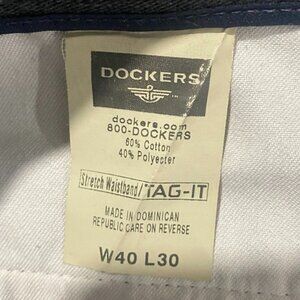 DOCKERS
dockers.com
800-DOCKERS
60% Cotton
40% Polyester
Stretch Waistband/TAG-IT
MADE IN DOMINICAN
REPUBLIC CARE ON REVERSE
W40 L30